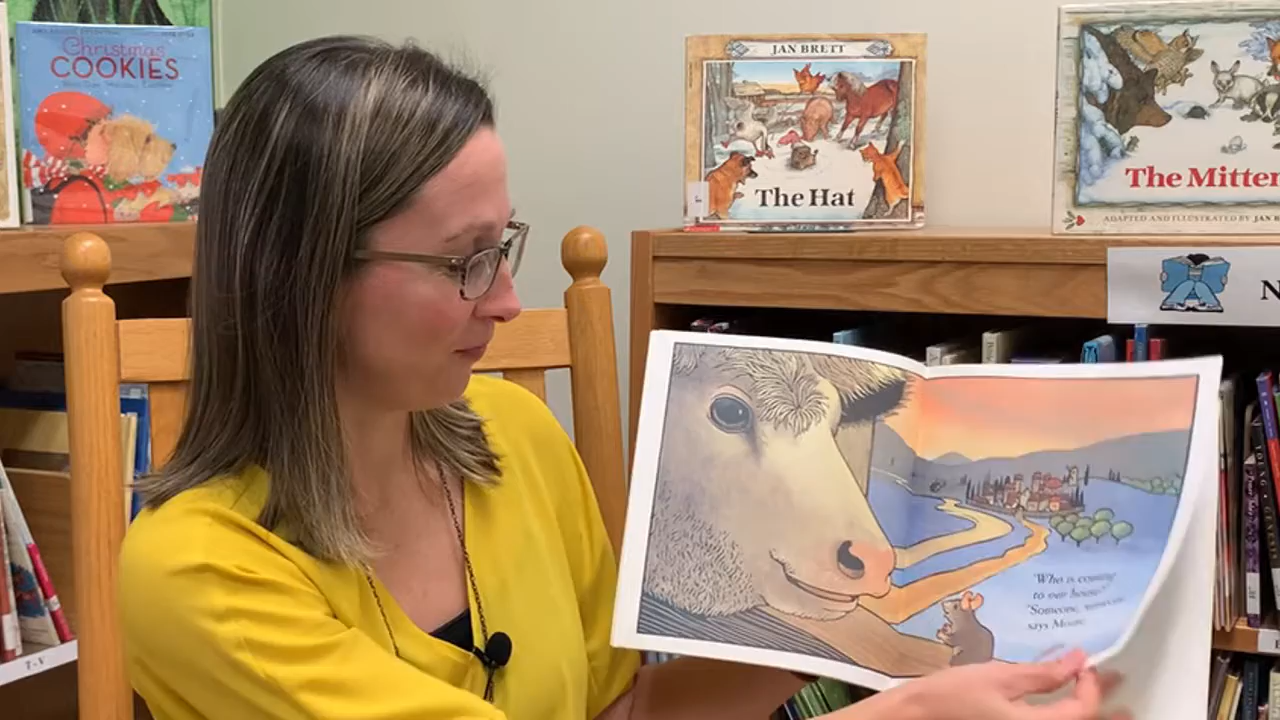 Christmas
COOKIES
JAN BRETT
The Hat
The Mitten
ADAPTED AND ILLUSTRATED BY JAN B
N
'Who is coming
to our house?'
'Someone, someone,'
says Mouse.
T-V